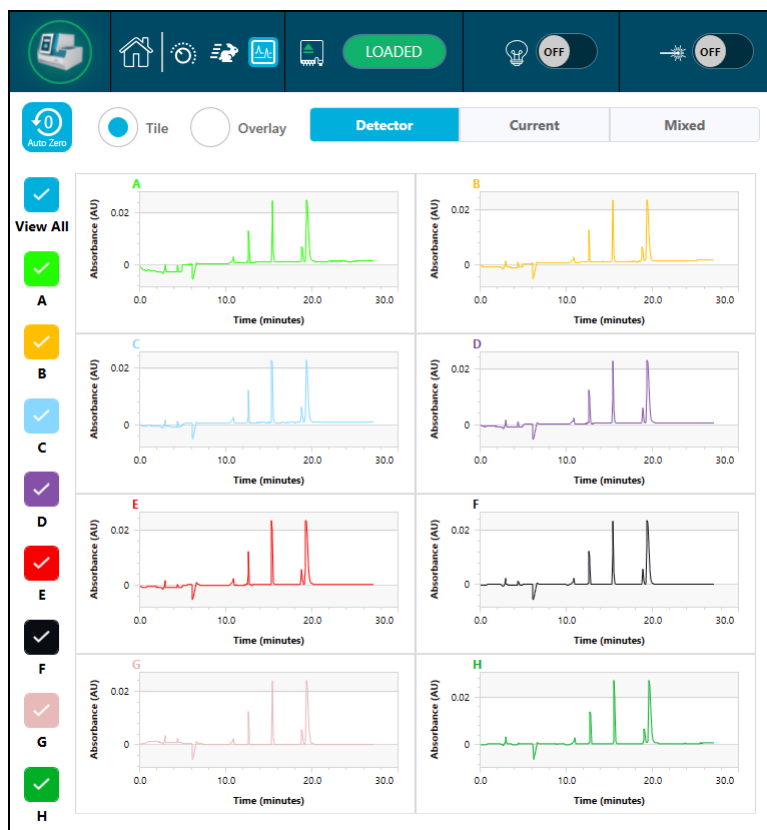 LOADED
OFF
OFF
0
Auto Zero
Tile
Overlay
Detector
Current
Mixed
View All
A
B
C
D
E
F
G
H
A
Absorbance (AU)
0.02
0
0.0 10.0 20.0 30.0
Time (minutes)
B
Absorbance (AU)
0.02
0
0.0 10.0 20.0 30.0
Time (minutes)
C
Absorbance (AU)
0.02
0
0.0 10.0 20.0 30.0
Time (minutes)
D
Absorbance (AU)
0.02
0
0.0 10.0 20.0 30.0
Time (minutes)
E
Absorbance (AU)
0.02
0
0.0 10.0 20.0 30.0
Time (minutes)
F
Absorbance (AU)
0.02
0
0.0 10.0 20.0 30.0
Time (minutes)
G
Absorbance (AU)
0.02
0
0.0 10.0 20.0 30.0
Time (minutes)
H
Absorbance (AU)
0.02
0
0.0 10.0 20.0 30.0
Time (minutes)